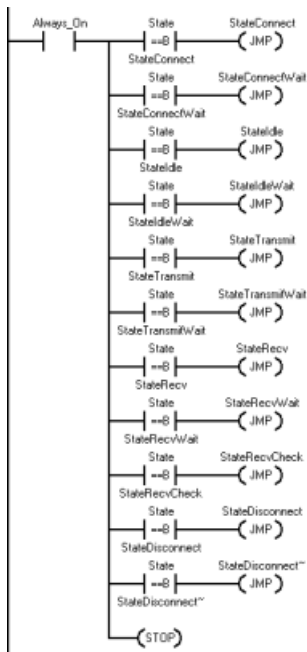 Always_On State StateConnect
==B JMP
StateConnect
State StateConnectWait
==B JMP
StateConnectWait
State StateIdle
==B JMP
StateIdle
State StateIdleWait
==B JMP
StateIdleWait
State StateTransmit
==B JMP
StateTransmit
State StateTransmitWait
==B JMP
StateTransmitWait
State StateRecv
==B JMP
StateRecv
State StateRecvWait
==B JMP
StateRecvWait
State StateRecvCheck
==B JMP
StateRecvCheck
State StateDisconnect
==B JMP
StateDisconnect
State StateDisconnect~
==B JMP
StateDisconnect~
STOP